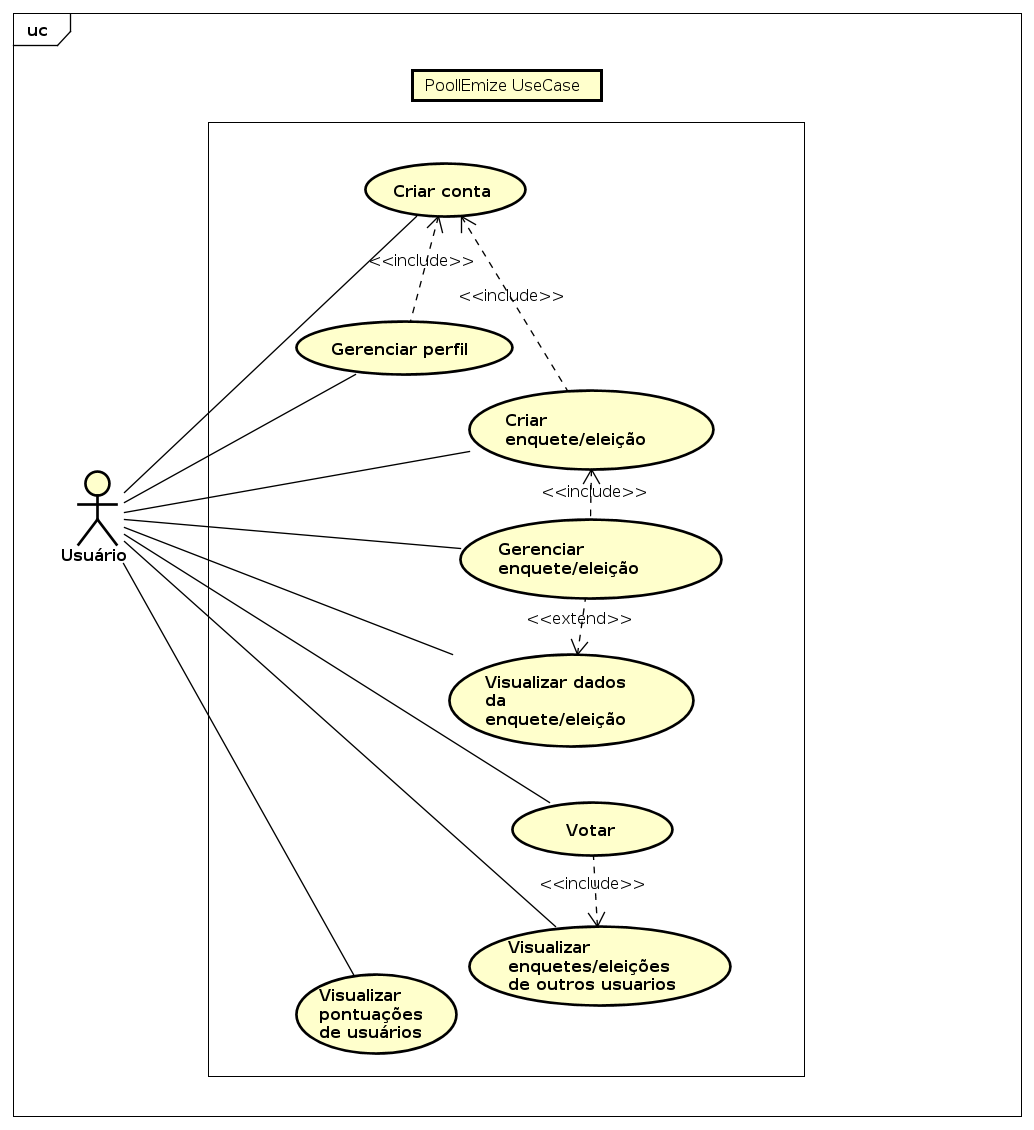 uc
PoollEmize UseCase
Criar conta
<<include>>
<<include>>
Gerenciar perfil
Criar
enquete/eleição
<<include>>
Usuário
Gerenciar
enquete/eleição
<<extend>>
Visualizar dados
da
enquete/eleição
Votar
<<include>>
Visualizar
enquetes/eleições
de outros usuarios
Visualizar
pontuações
de usuários